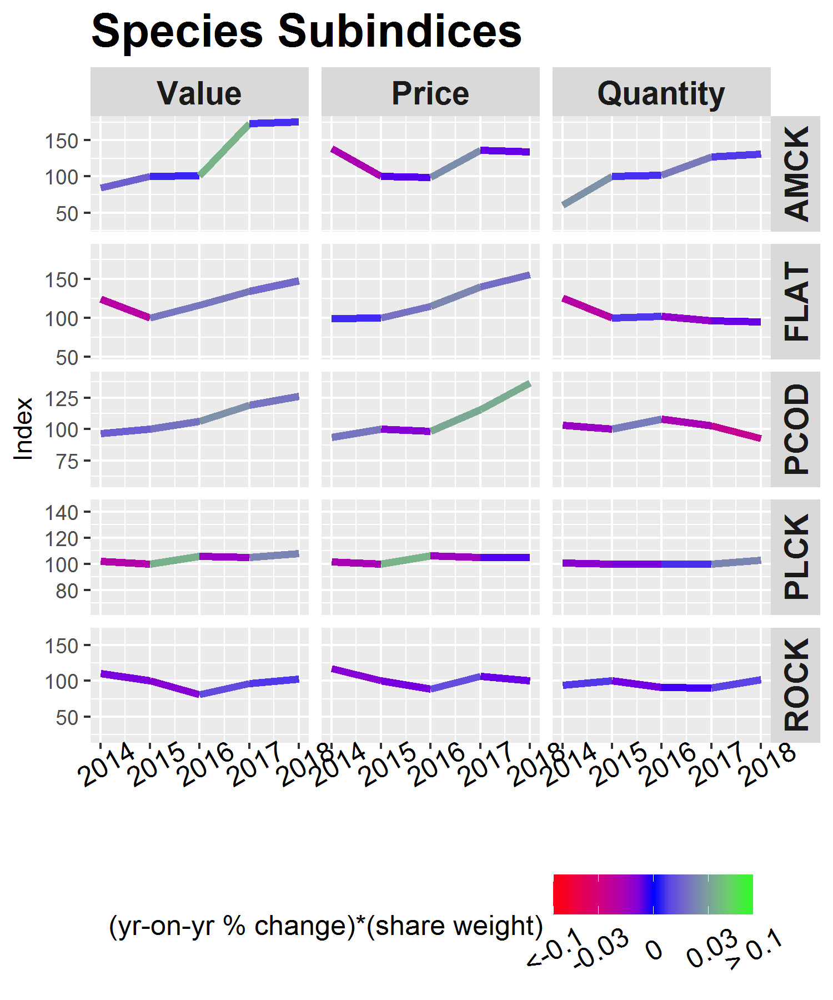 Species Subindices
Value Price Quantity
150
100
50
AMCK
150
100
50
FLAT
Index
125
100
75
PCOD
140
120
100
80
PLCK
150
100
50
ROCK
2014 2015 2016 2017 2018 2014 2015 2016 2017 2018 2014 2015 2016 2017 2018
(yr-on-yr % change)*(share weight)
<-0.1 -0.03 0 0.03 > 0.1